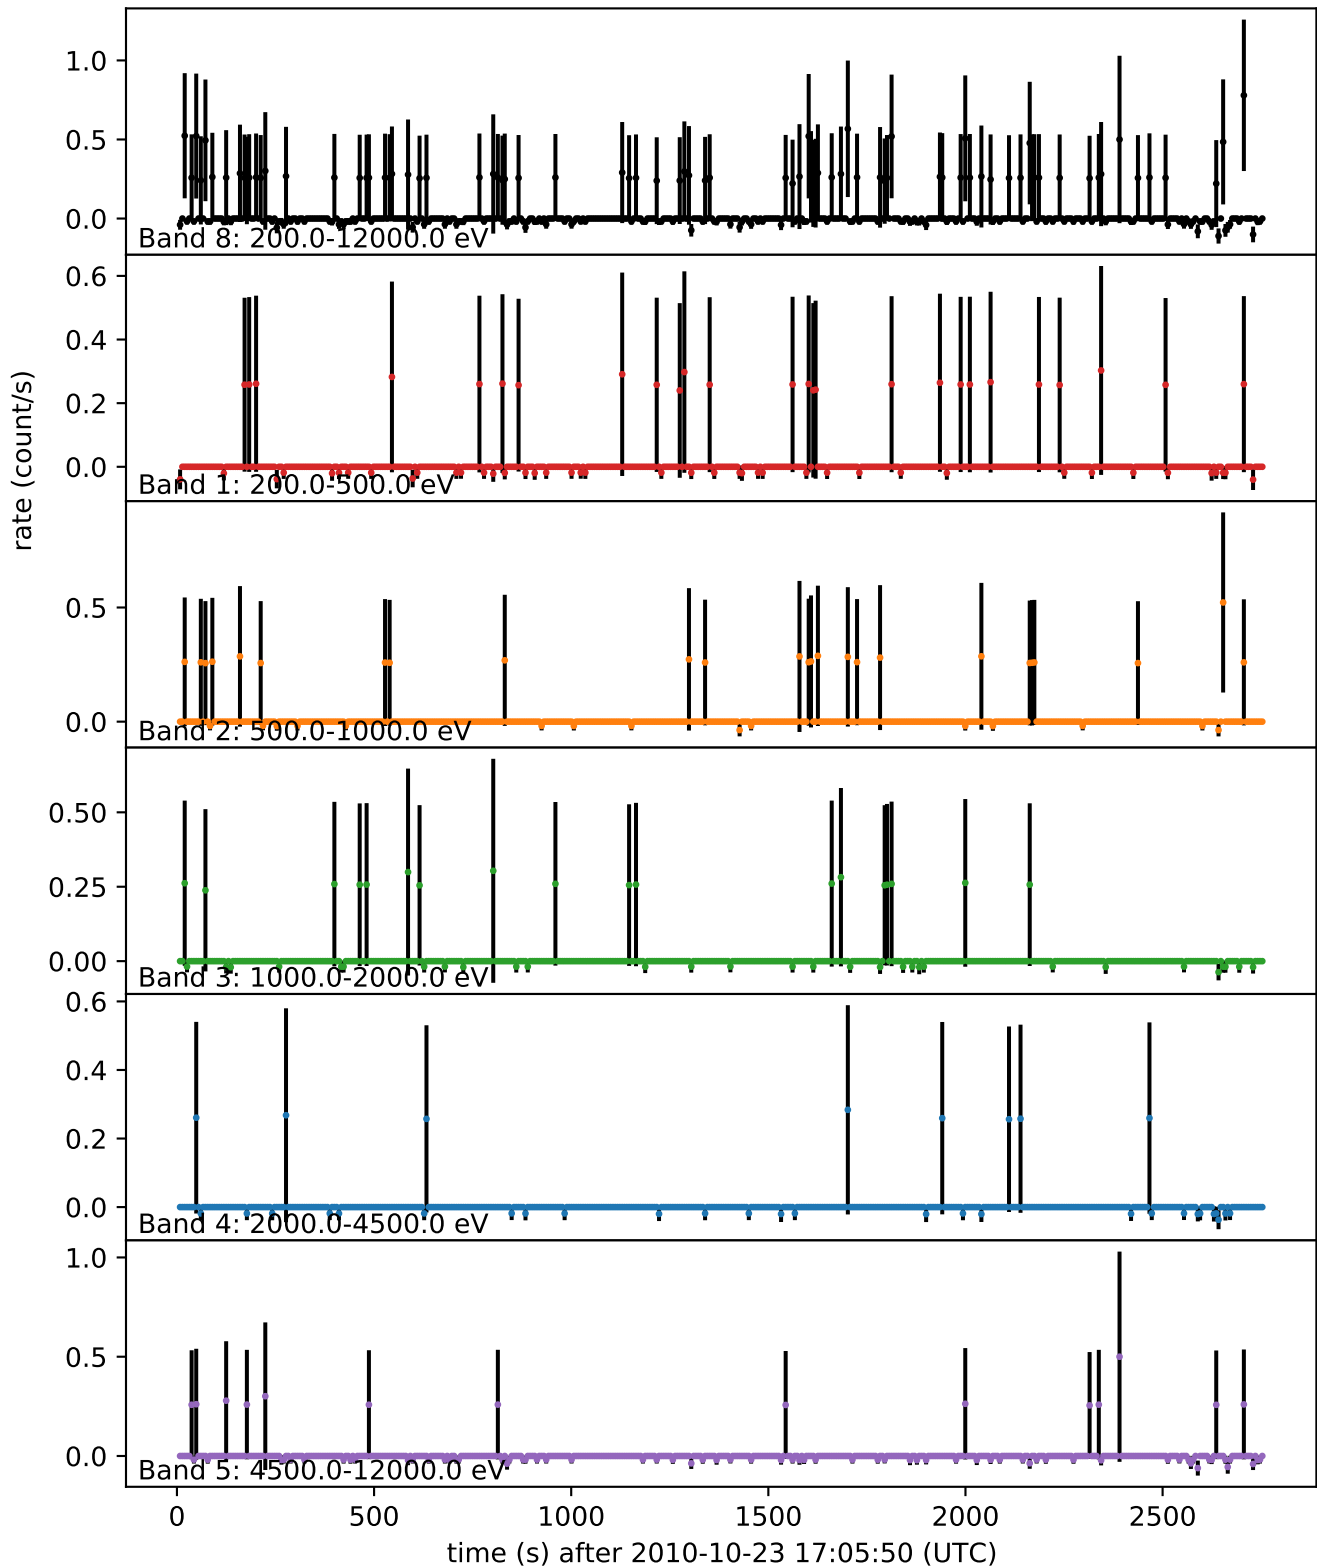 1.0
0.5
0.0
Band 8: 200.0-12000.0 eV
0.6
0.4
0.2
0.0
Band 1: 200.0-500.0 eV
rate (count/s)
0.5
0.0
Band 2: 500.0-1000.0 eV
0.50
0.25
0.00
Band 3: 1000.0-2000.0 eV
0.6
0.4
0.2
0.0
Band 4: 2000.0-4500.0 eV
1.0
0.5
0.0
Band 5: 4500.0-12000.0 eV
0 500 1000 1500 2000 2500
time (s) after 2010-10-23 17:05:50 (UTC)